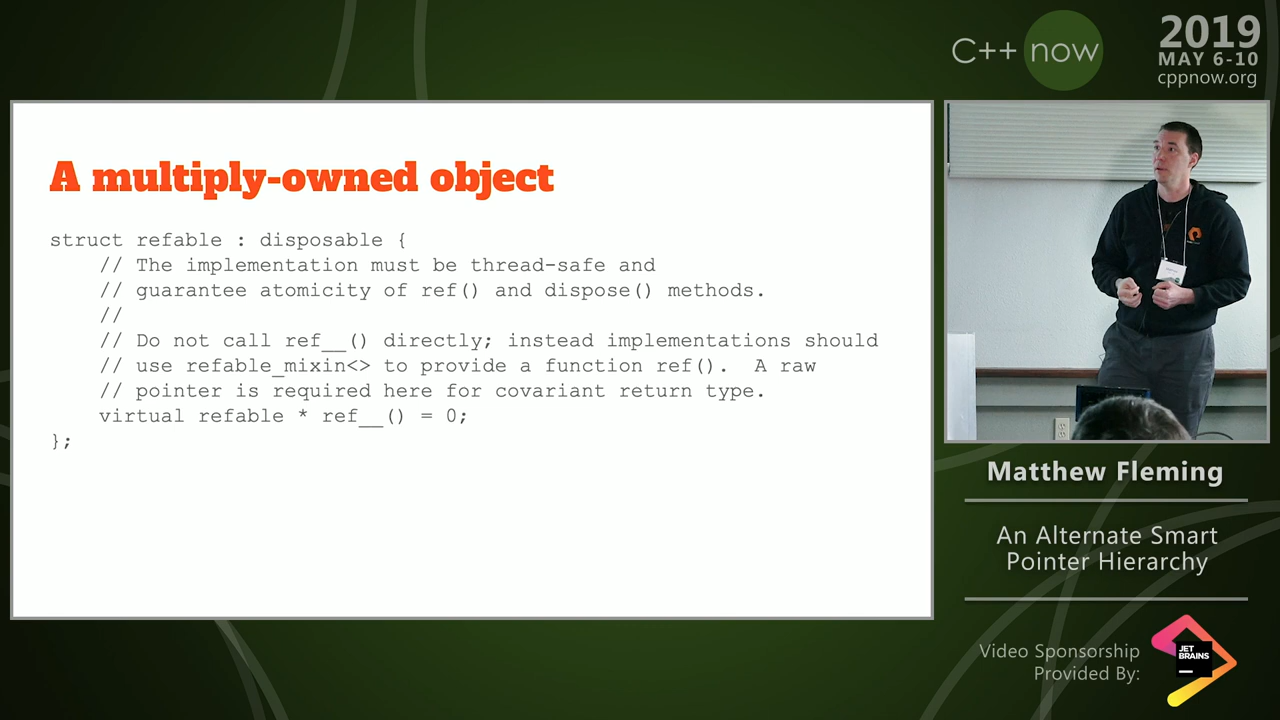 C++ now
2019
MAY 6-10
cppnow.org
A multiply-owned object
struct refable : disposable {
// The implementation must be thread-safe and
// guarantee atomicity of ref() and dispose() methods.
//
// Do not call ref__() directly; instead implementations should
// use refable_mixin<> to provide a function ref().  A raw
// pointer is required here for covariant return type.
virtual refable * ref__() = 0;
};
Matthew Fleming
An Alternate Smart
Pointer Hierarchy
Video Sponsorship
Provided By:
JET
BRAINS